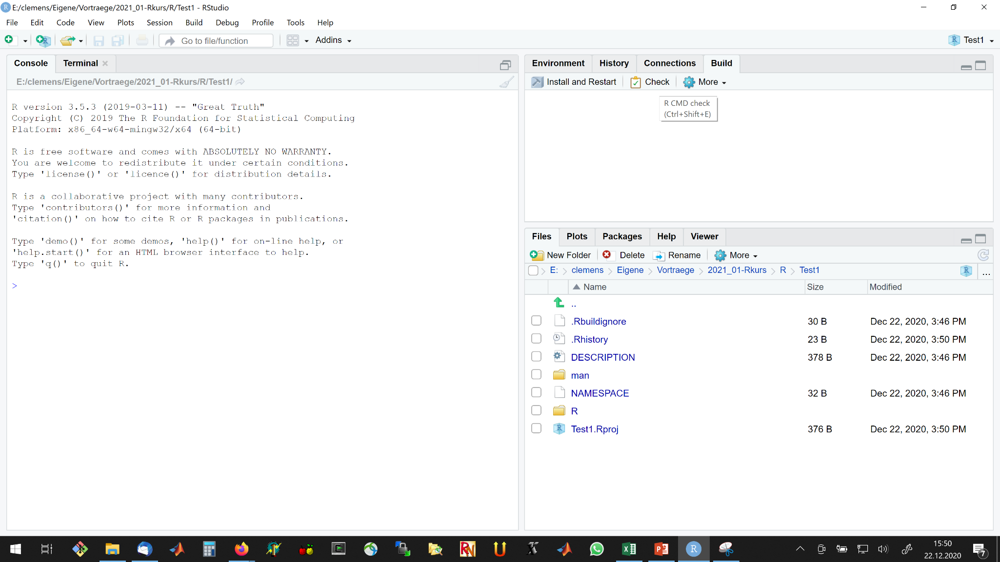 E:/clemens/Eigene/Vortraege/2021_01-Rkurs/R/Test1 - RStudio
File Edit Code View Plots Session Build Debug Profile Tools Help
Go to file/function Addins Test1
Console Terminal
E:/clemens/Eigene/Vortraege/2021_01-Rkurs/R/Test1/
R version 3.5.3 (2019-03-11) -- "Great Truth"
Copyright (C) 2019 The R Foundation for Statistical Computing
Platform: x86_64-w64-mingw32/x64 (64-bit)
R is free software and comes with ABSOLUTELY NO WARRANTY.
You are welcome to redistribute it under certain conditions.
Type 'license()' or 'licence()' for distribution details.
R is a collaborative project with many contributors.
Type 'contributors()' for more information and
'citation()' on how to cite R or R packages in publications.
Type 'demo()' for some demos, 'help()' for on-line help, or
'help.start()' for an HTML browser interface to help.
Type 'q()' to quit R.
>
Environment History Connections Build
Install and Restart Check More
R CMD check
(Ctrl+Shift+E)
Files Plots Packages Help Viewer
New Folder Delete Rename More
E: clemens Eigene Vortraege 2021_01-Rkurs R Test1 ...
Name Size Modified
..
.Rbuildignore 30 B Dec 22, 2020, 3:46 PM
.Rhistory 23 B Dec 22, 2020, 3:50 PM
DESCRIPTION 378 B Dec 22, 2020, 3:46 PM
man
NAMESPACE 32 B Dec 22, 2020, 3:46 PM
R
Test1.Rproj 376 B Dec 22, 2020, 3:50 PM
15:50
22.12.2020
7